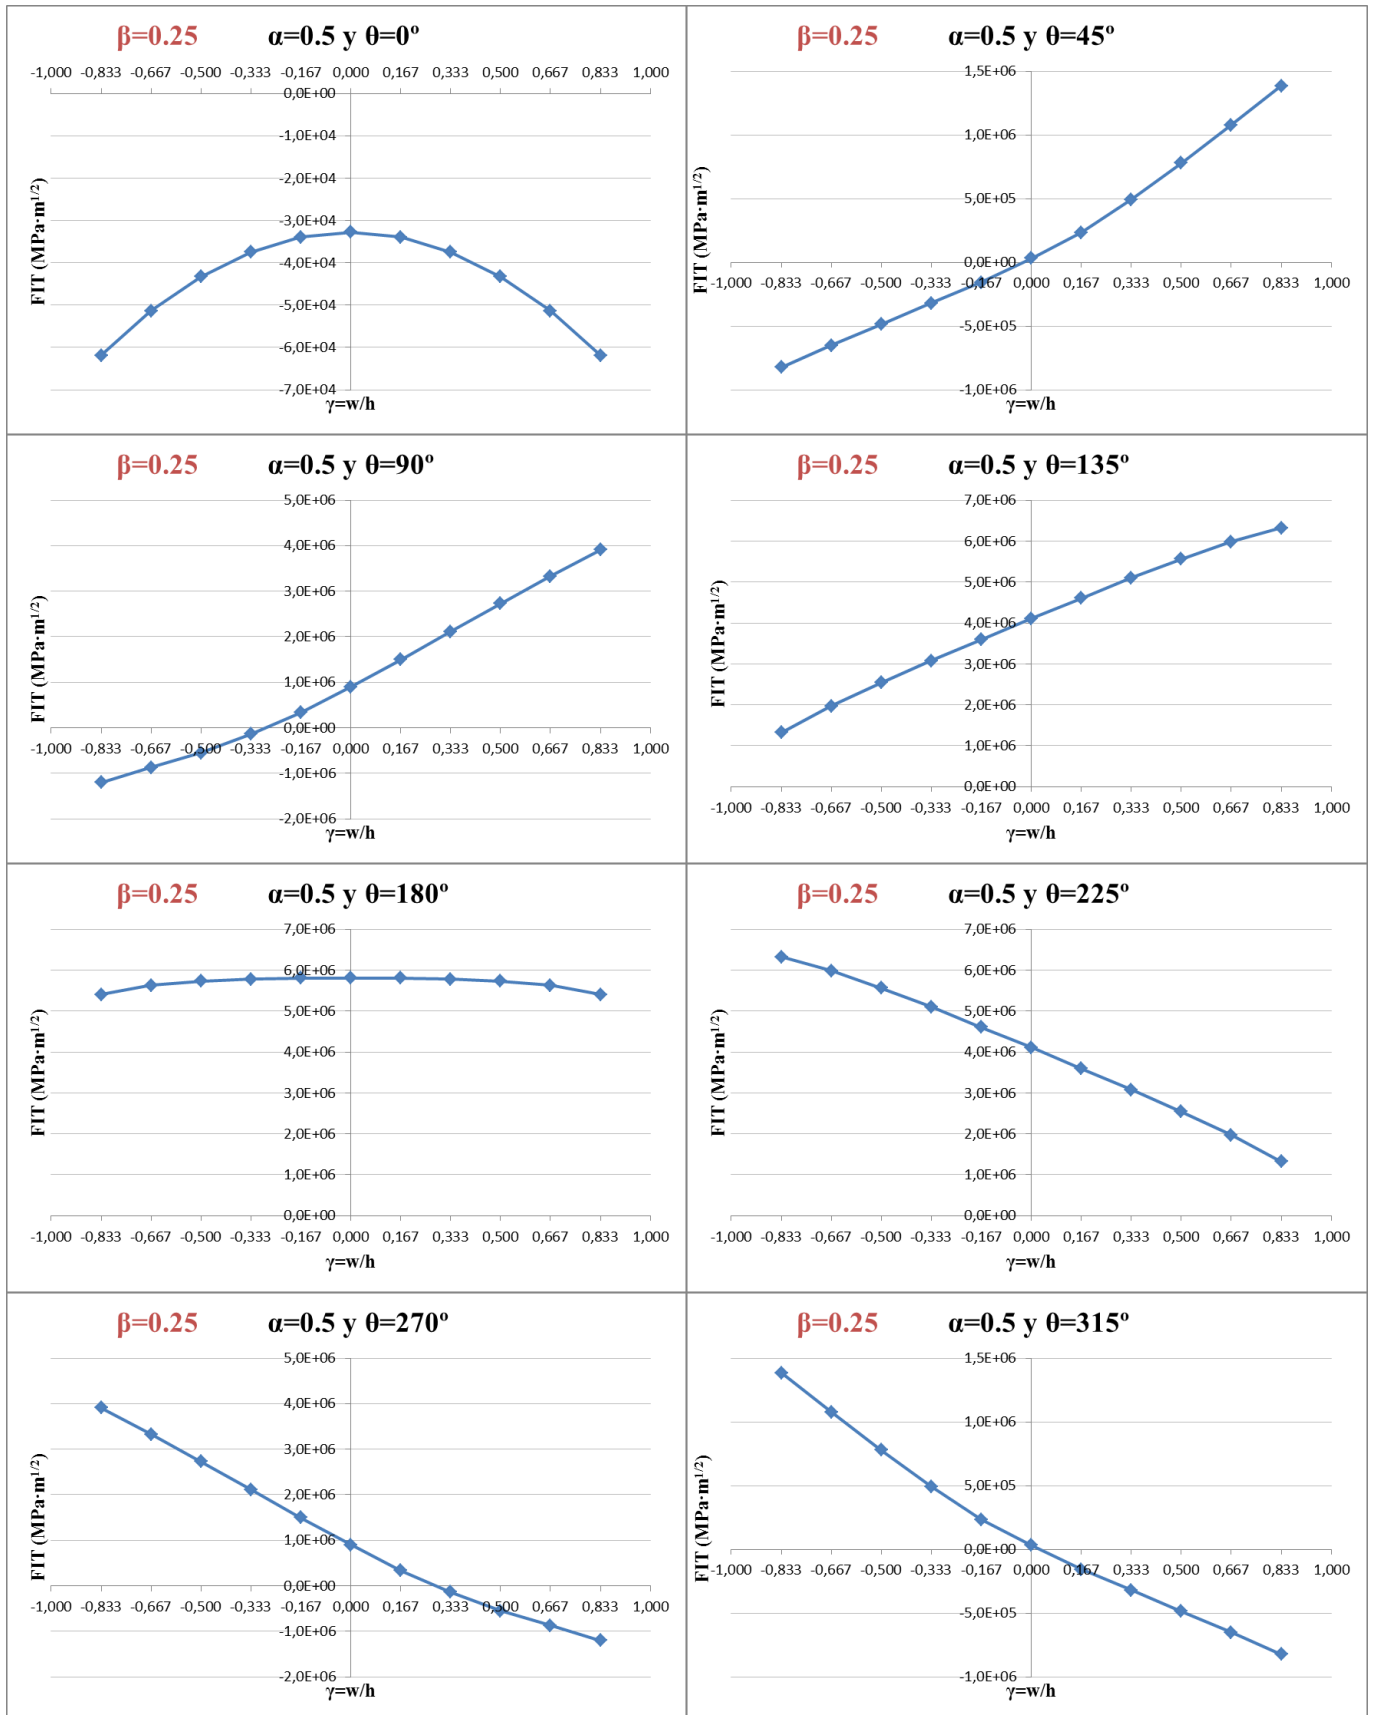 β=0.25 α=0.5 y θ=0º
-1,000 -0,833 -0,667 -0,500 -0,333 -0,167 0,000 0,167 0,333 0,500 0,667 0,833 1,000
0,0E+00
-1,0E+04
-2,0E+04
-3,0E+04
-4,0E+04
-5,0E+04
-6,0E+04
-7,0E+04
FIT (MPa·m1/2)
γ=w/h
β=0.25 α=0.5 y θ=45º
1,5E+06
1,0E+06
5,0E+05
0,0E+00
-1,000 -0,833 -0,667 -0,500 -0,333 -0,167 0,000 0,167 0,333 0,500 0,667 0,833 1,000
-5,0E+05
-1,0E+06
FIT (MPa·m1/2)
γ=w/h
β=0.25 α=0.5 y θ=90º
5,0E+06
4,0E+06
3,0E+06
2,0E+06
1,0E+06
0,0E+00
-1,000 -0,833 -0,667 -0,500 -0,333 -0,167 0,000 0,167 0,333 0,500 0,667 0,833 1,000
-1,0E+06
-2,0E+06
FIT (MPa·m1/2)
γ=w/h
β=0.25 α=0.5 y θ=135º
7,0E+06
6,0E+06
5,0E+06
4,0E+06
3,0E+06
2,0E+06
1,0E+06
0,0E+00
-1,000 -0,833 -0,667 -0,500 -0,333 -0,167 0,000 0,167 0,333 0,500 0,667 0,833 1,000
FIT (MPa·m1/2)
γ=w/h
β=0.25 α=0.5 y θ=180º
7,0E+06
6,0E+06
5,0E+06
4,0E+06
3,0E+06
2,0E+06
1,0E+06
0,0E+00
-1,000 -0,833 -0,667 -0,500 -0,333 -0,167 0,000 0,167 0,333 0,500 0,667 0,833 1,000
FIT (MPa·m1/2)
γ=w/h
β=0.25 α=0.5 y θ=225º
7,0E+06
6,0E+06
5,0E+06
4,0E+06
3,0E+06
2,0E+06
1,0E+06
0,0E+00
-1,000 -0,833 -0,667 -0,500 -0,333 -0,167 0,000 0,167 0,333 0,500 0,667 0,833 1,000
FIT (MPa·m1/2)
γ=w/h
β=0.25 α=0.5 y θ=270º
5,0E+06
4,0E+06
3,0E+06
2,0E+06
1,0E+06
0,0E+00
-1,000 -0,833 -0,667 -0,500 -0,333 -0,167 0,000 0,167 0,333 0,500 0,667 0,833 1,000
-1,0E+06
-2,0E+06
FIT (MPa·m1/2)
γ=w/h
β=0.25 α=0.5 y θ=315º
1,5E+06
1,0E+06
5,0E+05
0,0E+00
-1,000 -0,833 -0,667 -0,500 -0,333 -0,167 0,000 0,167 0,333 0,500 0,667 0,833 1,000
-5,0E+05
-1,0E+06
FIT (MPa·m1/2)
γ=w/h